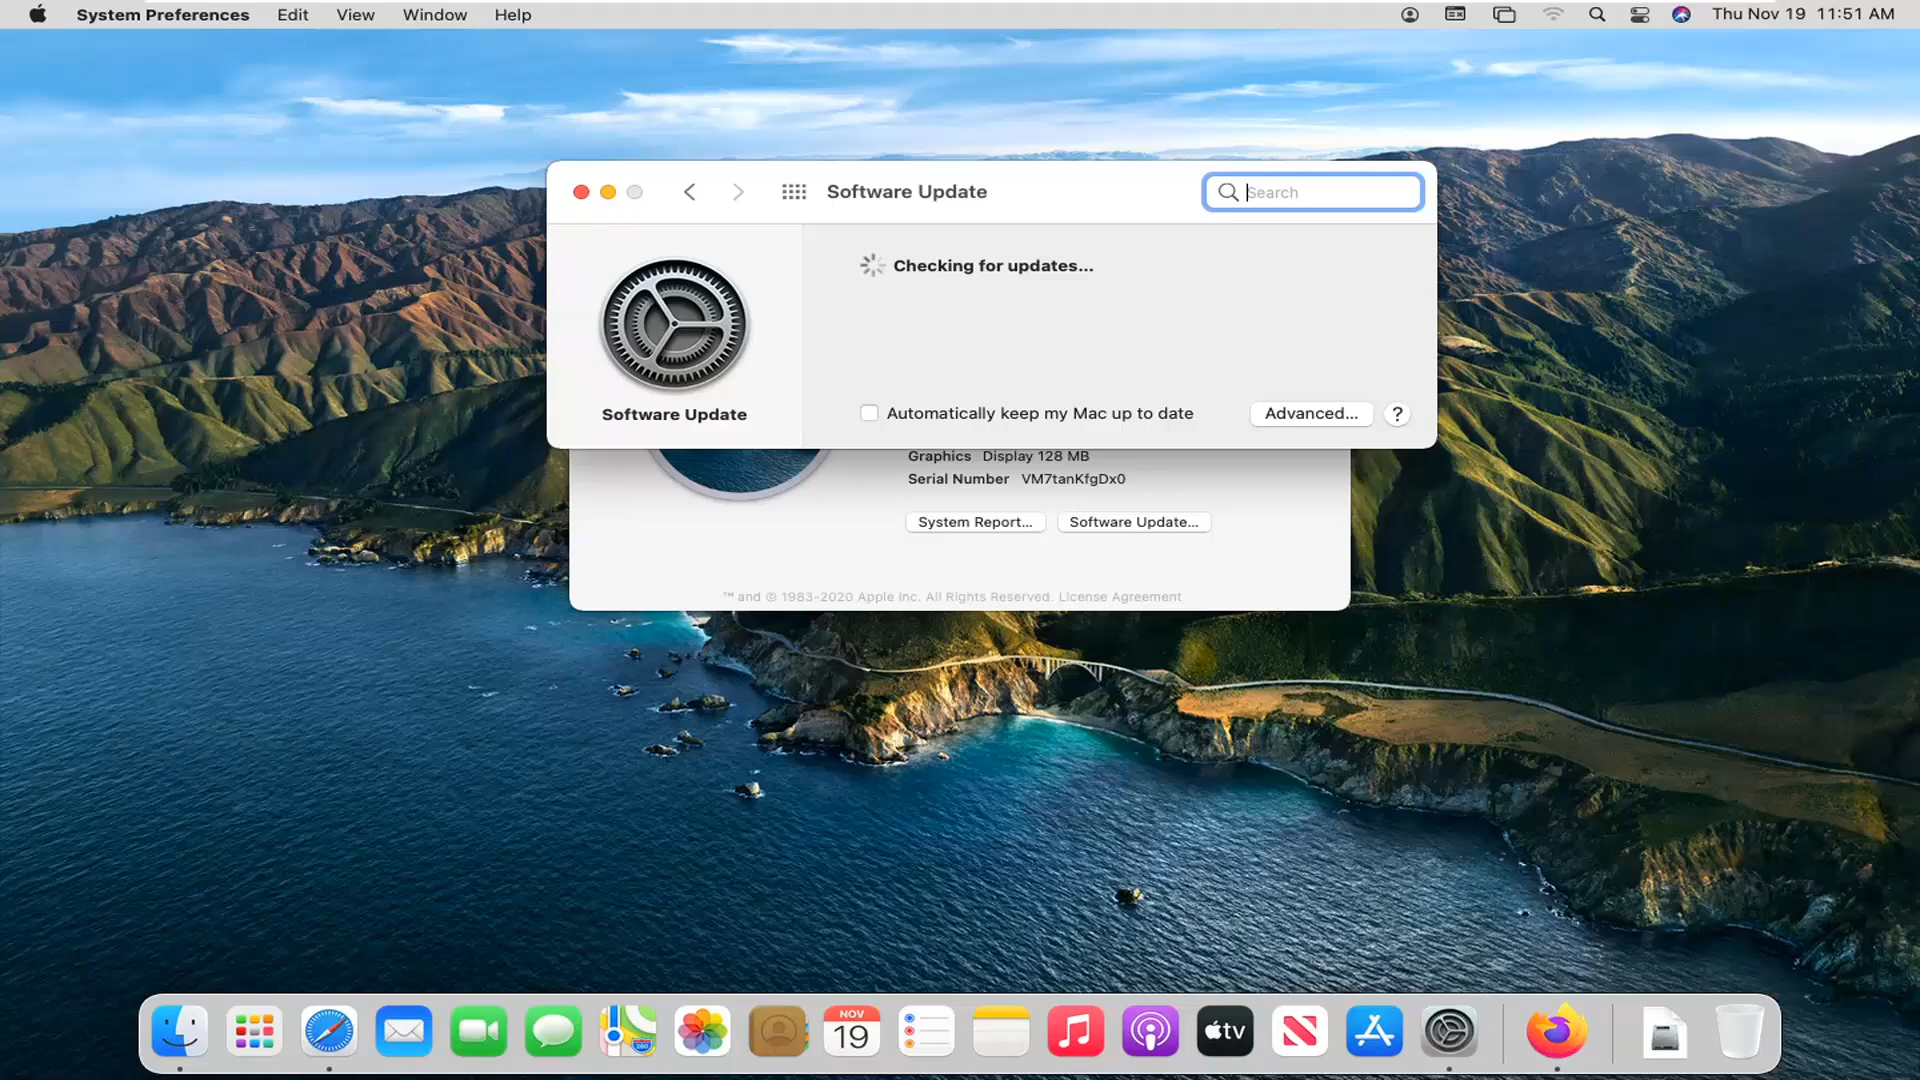 System Preferences Edit View Window Help Thu Nov 19 11:51 AM
Software Update
Search
Checking for updates...
Software Update
Automatically keep my Mac up to date
Advanced...
?
Graphics Display 128 MB
Serial Number VM7tanKfgDx0
System Report...
Software Update...
™ and © 1983-2020 Apple Inc. All Rights Reserved. License Agreement
NOV
19
280
tv